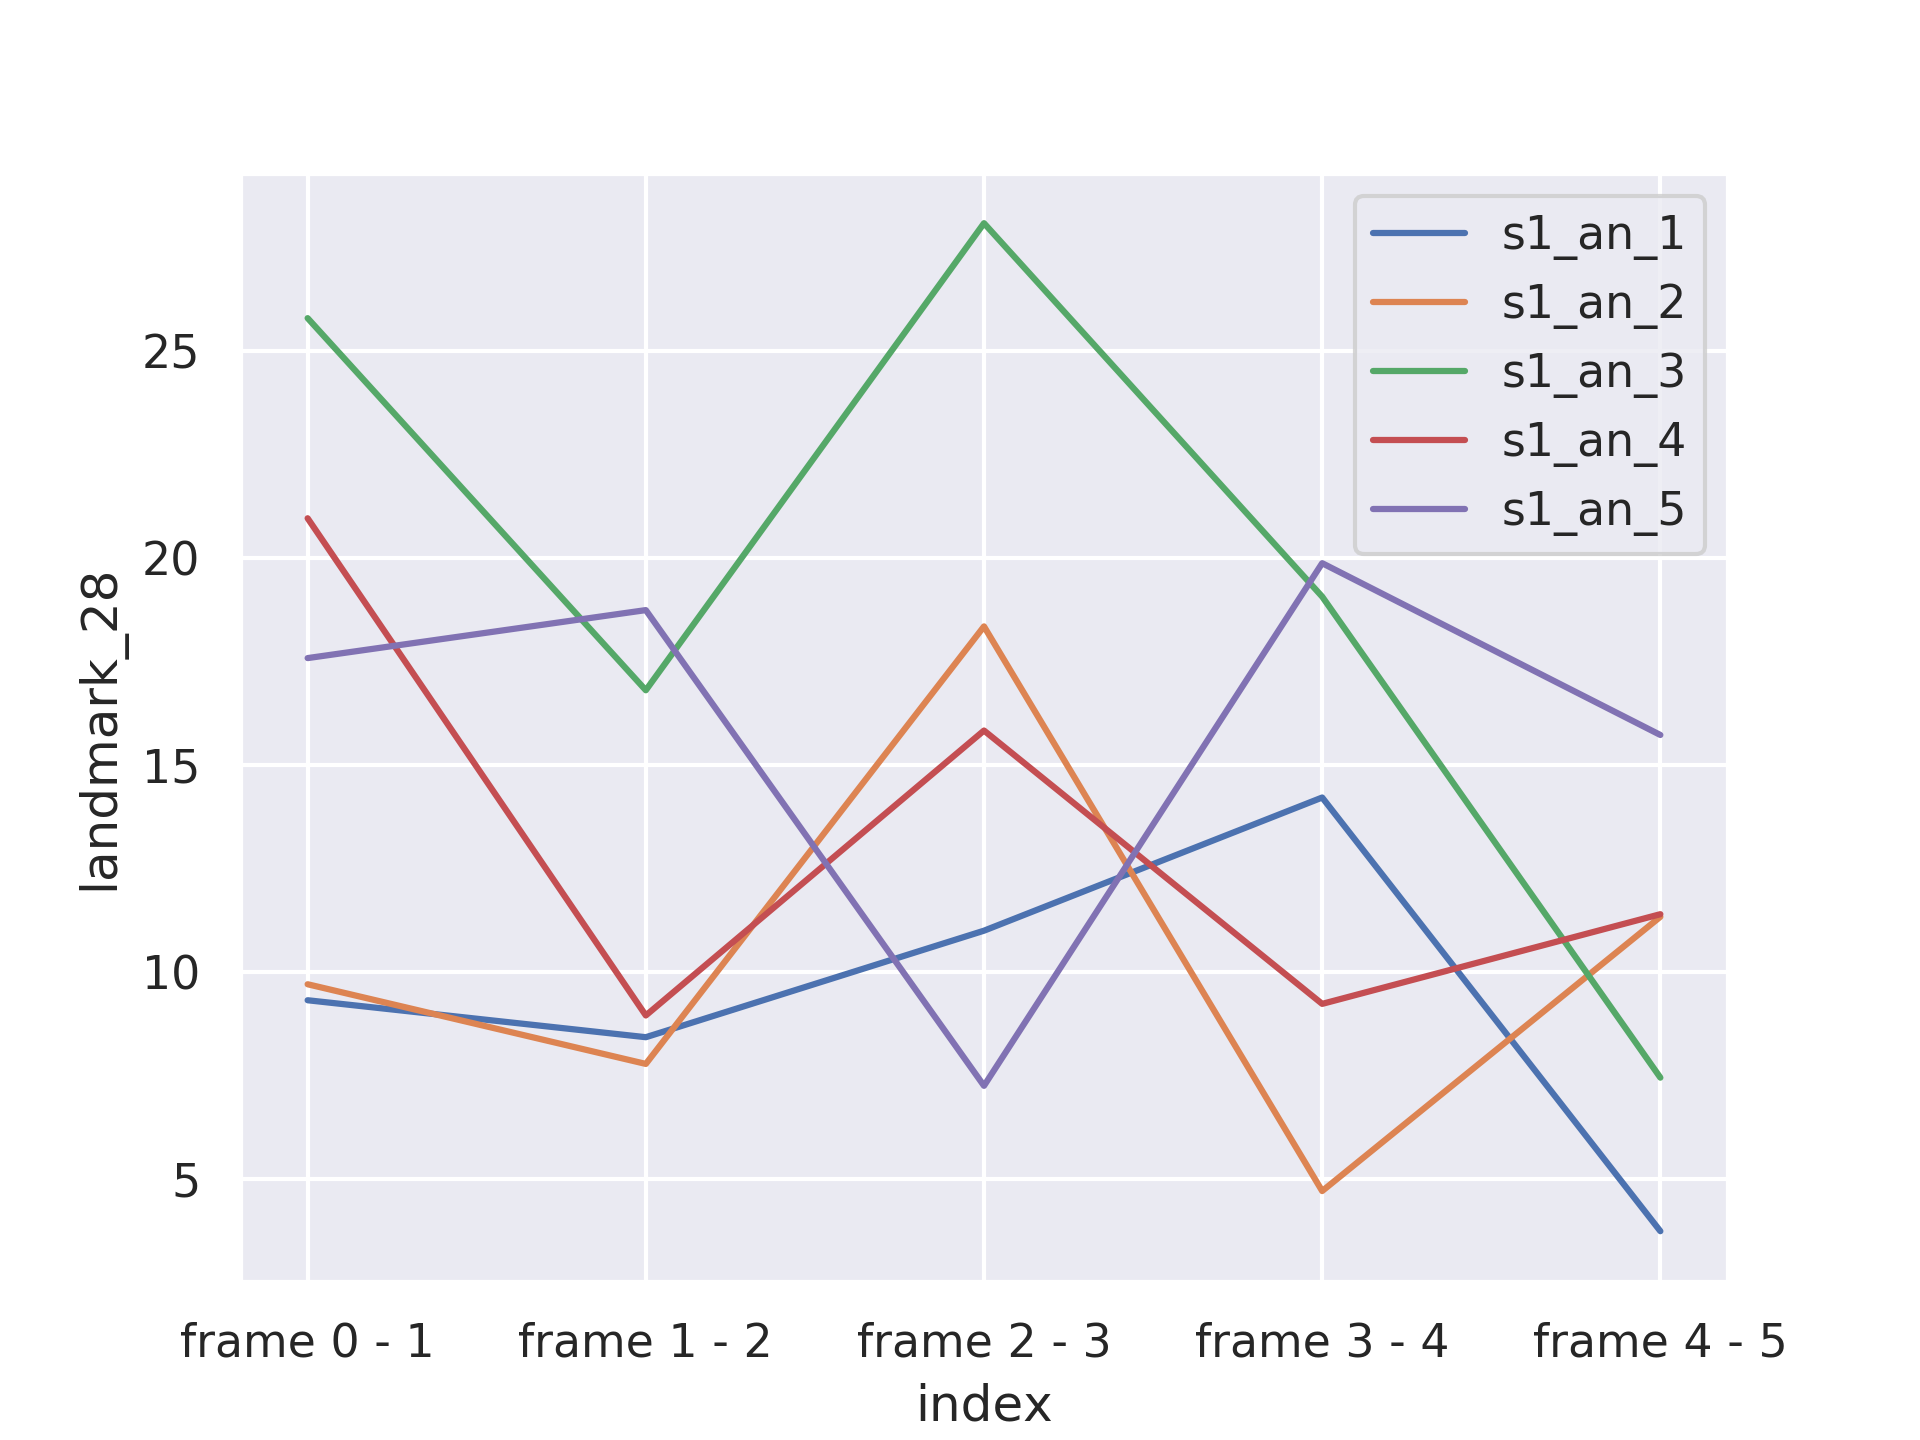 s1_an_1
s1_an_2
s1_an_3
s1_an_4
s1_an_5
landmark_28
25
20
15
10
5
frame 0 - 1
frame 1 - 2
frame 2 - 3
frame 3 - 4
frame 4 - 5
index